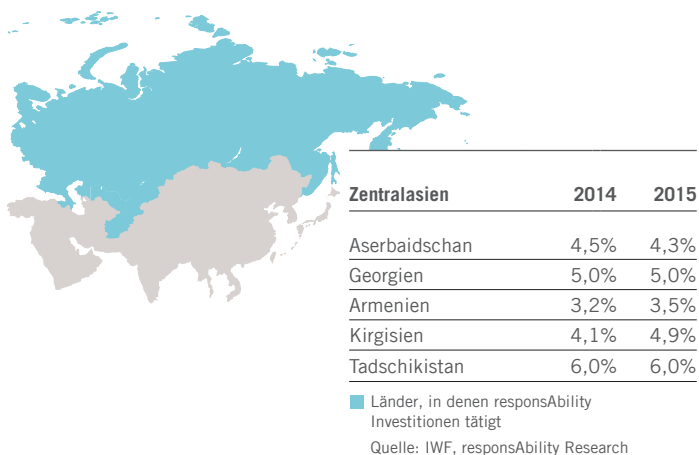 Zentralasien 2014 2015
Aserbaidschan 4,5% 4,3%
Georgien 5,0% 5,0%
Armenien 3,2% 3,5%
Kirgisien 4,1% 4,9%
Tadschikistan 6,0% 6,0%
Länder, in denen responsAbility
Investitionen tätigt
Quelle: IWF, responsAbility Research